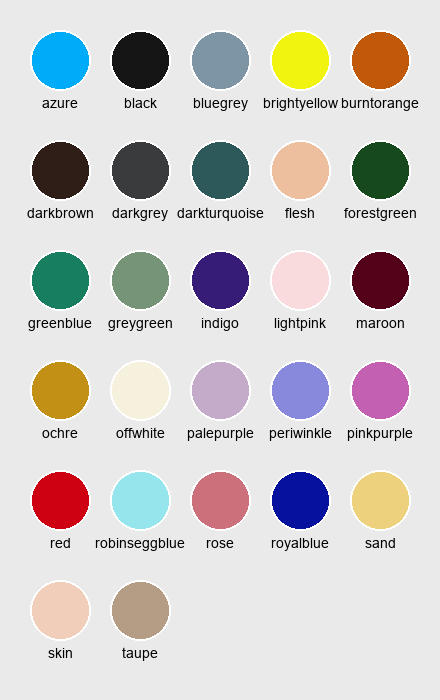 azure black bluegrey brightyellow burntorange
darkbrown darkgrey darkturquoise flesh forestgreen
greenblue greygreen indigo lightpink maroon
ochre offwhite palepurple periwinkle pinkpurple
red robinseggblue rose royalblue sand
skin taupe